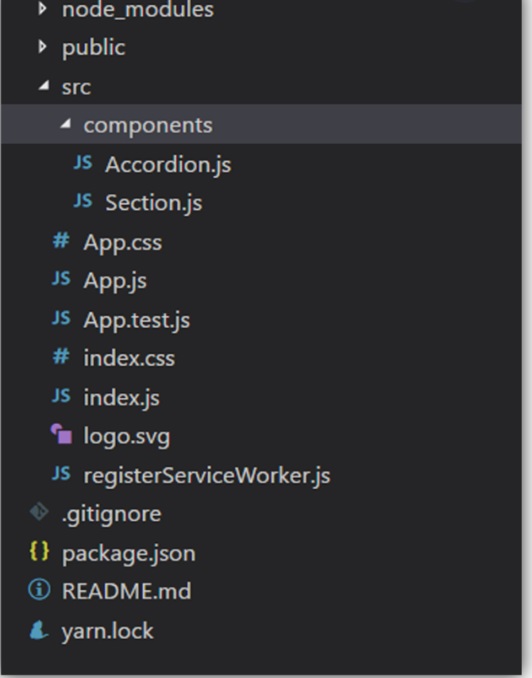 node_modules
public
src
components
JS Accordion.js
JS Section.js
# App.css
JS App.js
JS App.test.js
# index.css
JS index.js
logo.svg
JS registerServiceWorker.js
.gitignore
{} package.json
README.md
yarn.lock